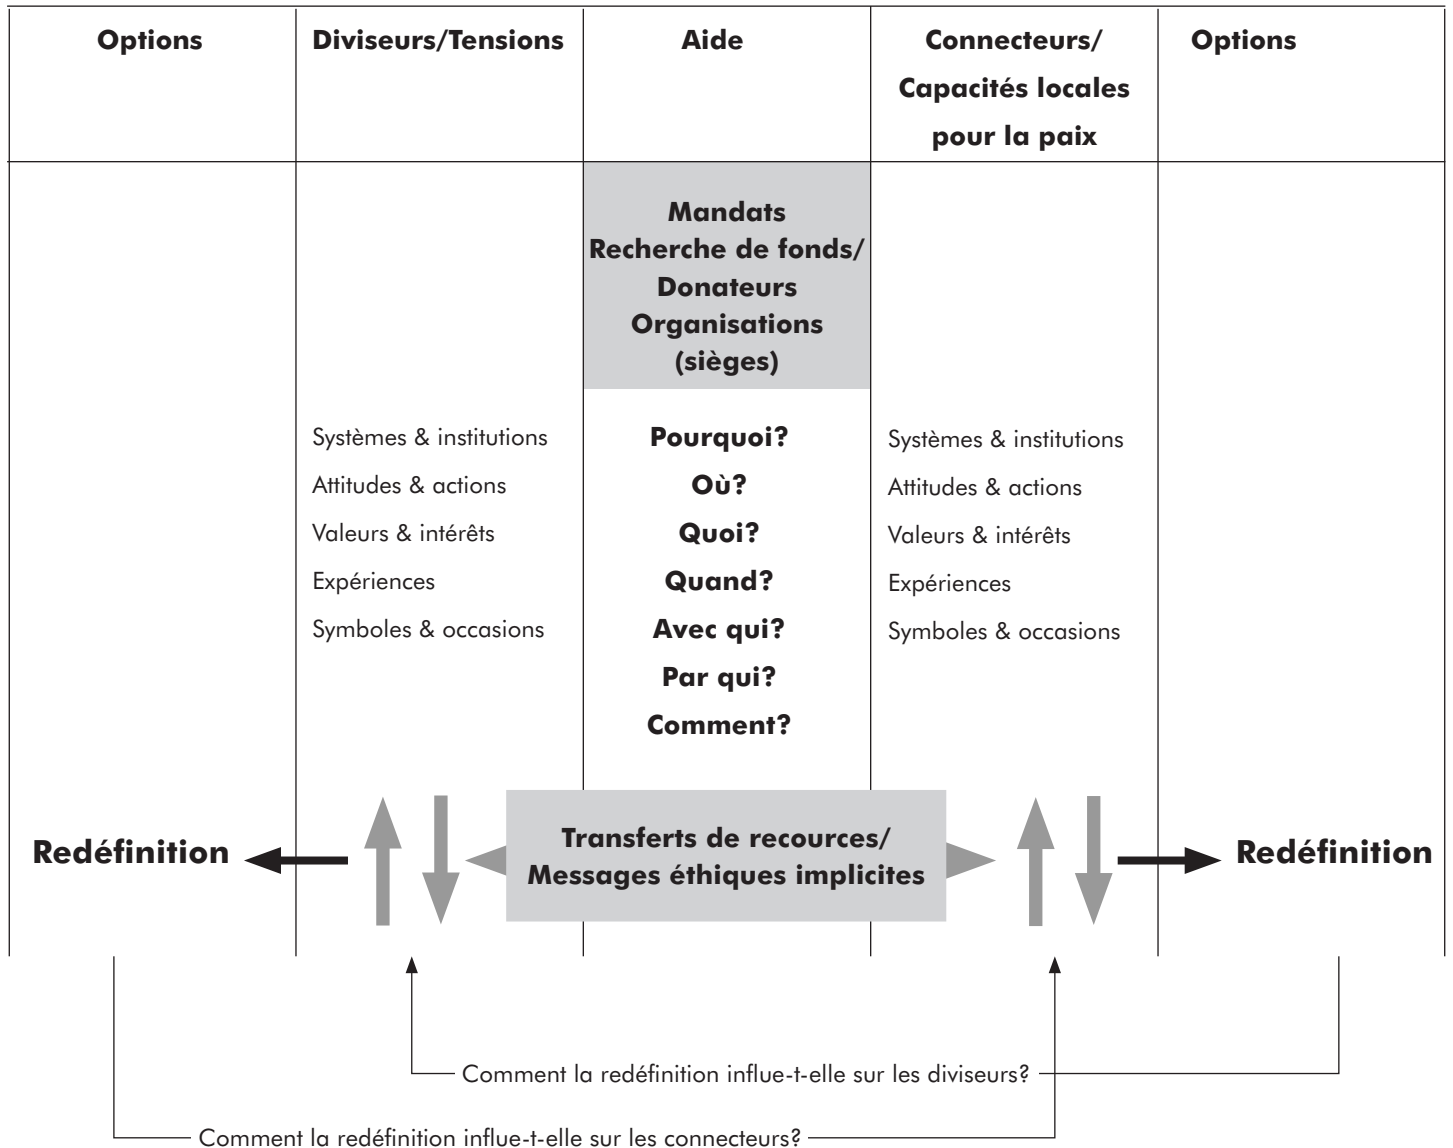 Options
Diviseurs/Tensions
Aide
Connecteurs/
Capacités locales
pour la paix
Options
Mandats
Recherche de fonds/
Donateurs
Organisations
(sièges)
Systèmes & institutions
Attitudes & actions
Valeurs & intérêts
Expériences
Symboles & occasions
Pourquoi?
Où?
Quoi?
Quand?
Avec qui?
Par qui?
Comment?
Systèmes & institutions
Attitudes & actions
Valeurs & intérêts
Expériences
Symboles & occasions
Redéfinition
Transferts de recources/
Messages éthiques implicites
Redéfinition
Comment la redéfinition influe-t-elle sur les diviseurs?
Comment la redéfinition influe-t-elle sur les connecteurs?